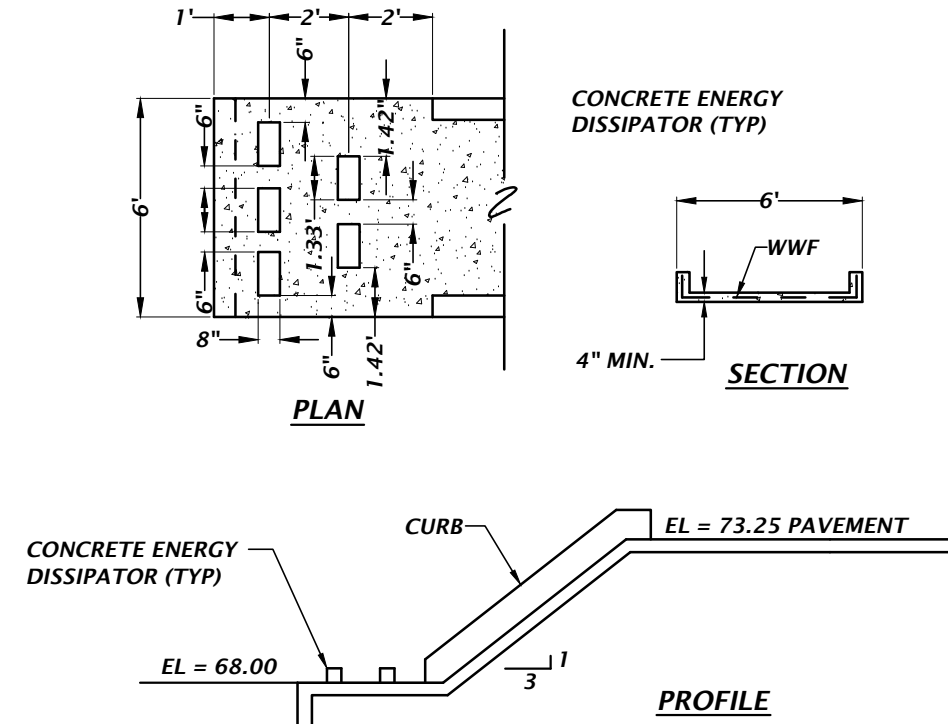 1'
2'
2'
6"
6"
1.42"
6'
1.33'
6"
6"
8"
6"
1.42'
PLAN
CONCRETE ENERGY
DISSIPATOR (TYP)
6'
WWF
4" MIN.
SECTION
CURB
EL = 73.25 PAVEMENT
CONCRETE ENERGY
DISSIPATOR (TYP)
EL = 68.00
1
3
PROFILE